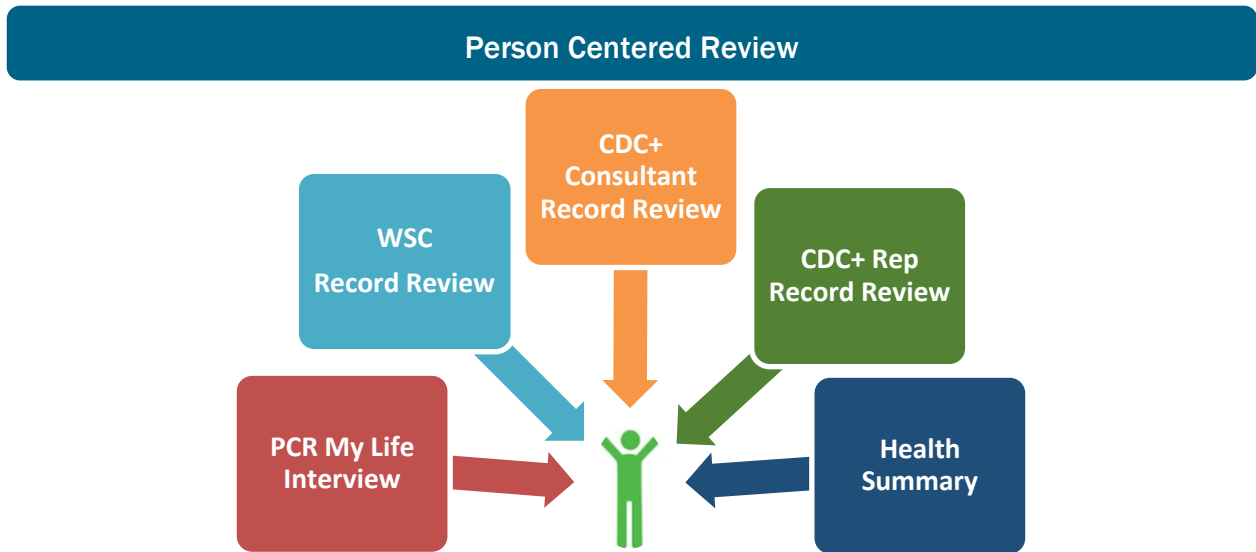 Person Centered Review
CDC+
Consultant
Record Review
WSC
Record Review
CDC+ Rep
Record Review
PCR My Life
Interview
Health
Summary